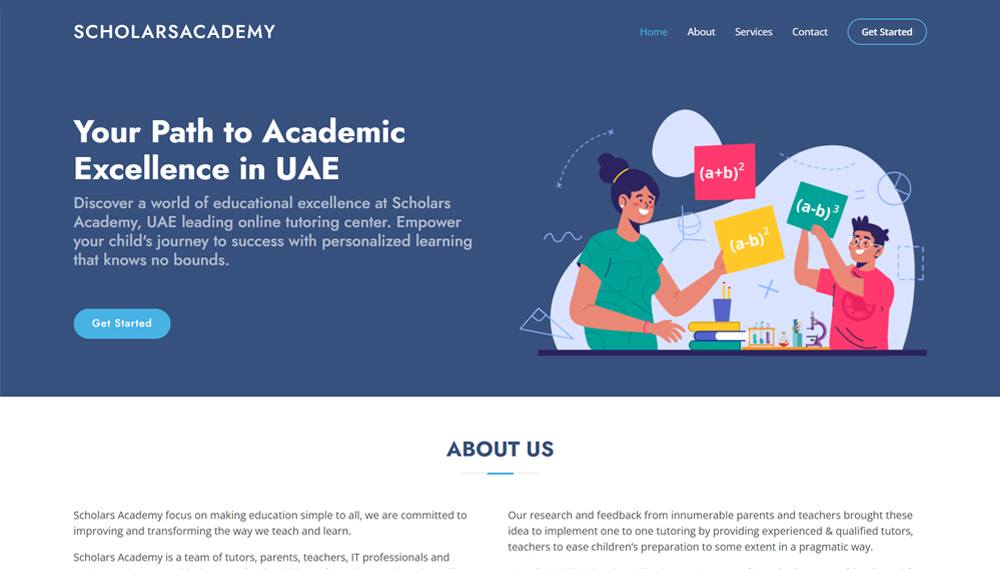 SCHOLARSACADEMY
Home About Services Contact Get Started
Your Path to Academic
Excellence in UAE
Discover a world of educational excellence at Scholars
Academy, UAE leading online tutoring center. Empower
your child's journey to success with personalized learning
that knows no bounds.
Get Started
(a+b)²
(a-b)²
(a-b)³
ABOUT US
Scholars Academy focus on making education simple to all, we are committed to
improving and transforming the way we teach and learn.
Scholars Academy is a team of tutors, parents, teachers, IT professionals and
Our research and feedback from innumerable parents and teachers brought these
idea to implement one to one tutoring by providing experienced & qualified tutors,
teachers to ease children's preparation to some extent in a pragmatic way.